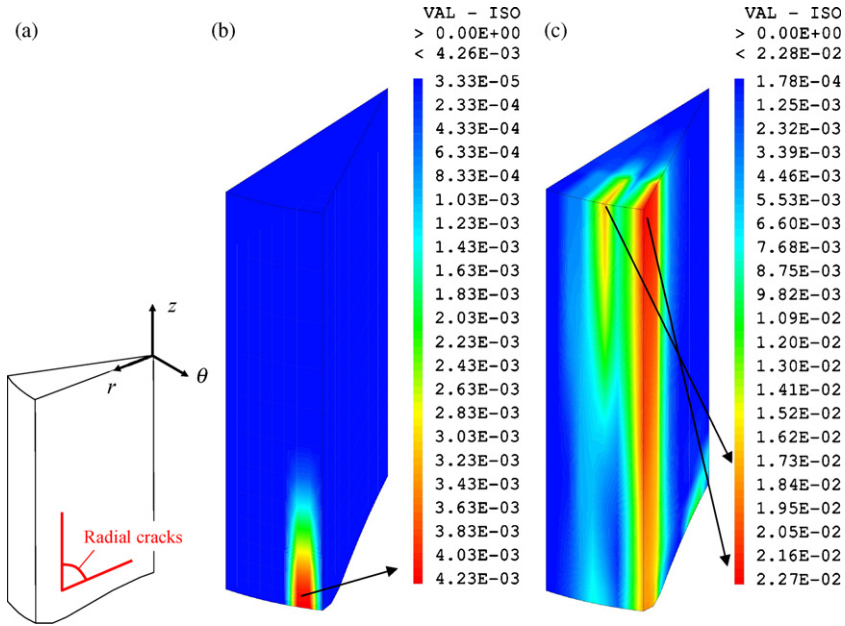 (a)
z
θ
r
Radial cracks
(b)
VAL - ISO
> 0.00E+00
< 4.26E-03
3.33E-05
2.33E-04
4.33E-04
6.33E-04
8.33E-04
1.03E-03
1.23E-03
1.43E-03
1.63E-03
1.83E-03
2.03E-03
2.23E-03
2.43E-03
2.63E-03
2.83E-03
3.03E-03
3.23E-03
3.43E-03
3.63E-03
3.83E-03
4.03E-03
4.23E-03
(c)
VAL - ISO
> 0.00E+00
< 2.28E-02
1.78E-04
1.25E-03
2.32E-03
3.39E-03
4.46E-03
5.53E-03
6.60E-03
7.68E-03
8.75E-03
9.82E-03
1.09E-02
1.20E-02
1.30E-02
1.41E-02
1.52E-02
1.62E-02
1.73E-02
1.84E-02
1.94E-02
2.05E-02
2.16E-02
2.27E-02